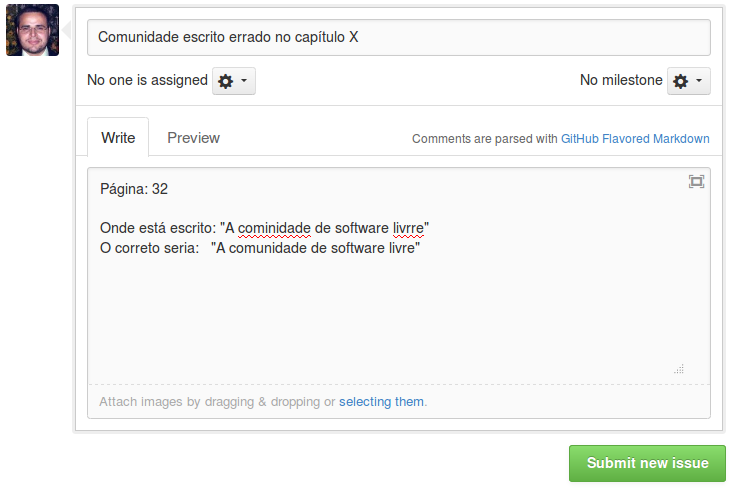 Comunidade escrito errado no capítulo X
No one is assigned
No milestone
Write
Preview
Comments are parsed with GitHub Flavored Markdown
Página: 32
Onde está escrito: "A cominidade de software livrre"
O correto seria: "A comunidade de software livre"
Attach images by dragging & dropping or selecting them.
Submit new issue